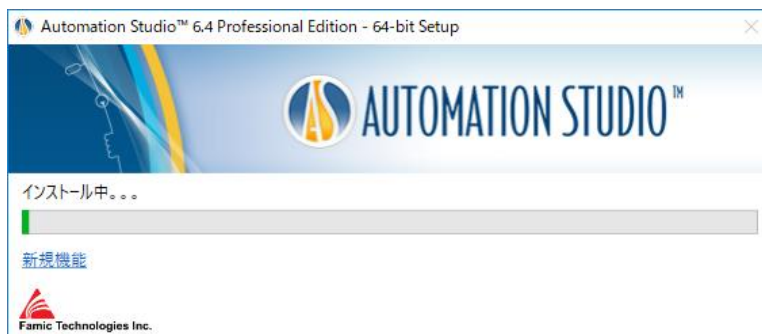 Automation Studio™ 6.4 Professional Edition - 64-bit Setup
AUTOMATION STUDIO™
インストール中。。。
新規機能
Famic Technologies Inc.